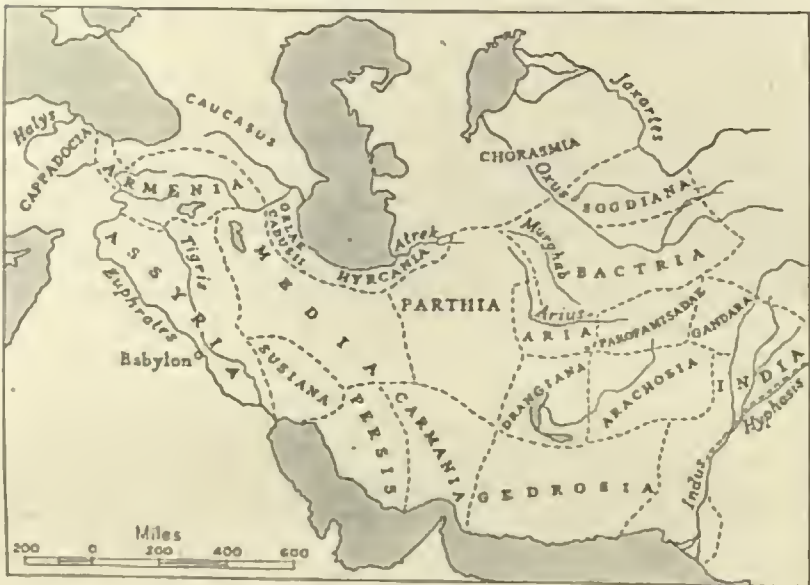 Halys
CAPPADOCIA
CAUCASUS
ARMENIA
CHORASMIA
Jaxartes
Oxus
SOGDIANA
ASSYRIA
Tigris
Euphrates
Babylon
GELAE
CADUSII
MEDIA
HYRCANIA
Atrek
PARTHIA
Murghab
BACTRIA
Arius
ARIA
PAROPAMISADAE
GANDARA
SUSIANA
PERSIS
CARMANIA
DRANGIANA
ARACHOSIA
INDIA
Hyphasis
GEDROSIA
Indus
Miles
200 0 200 400 600